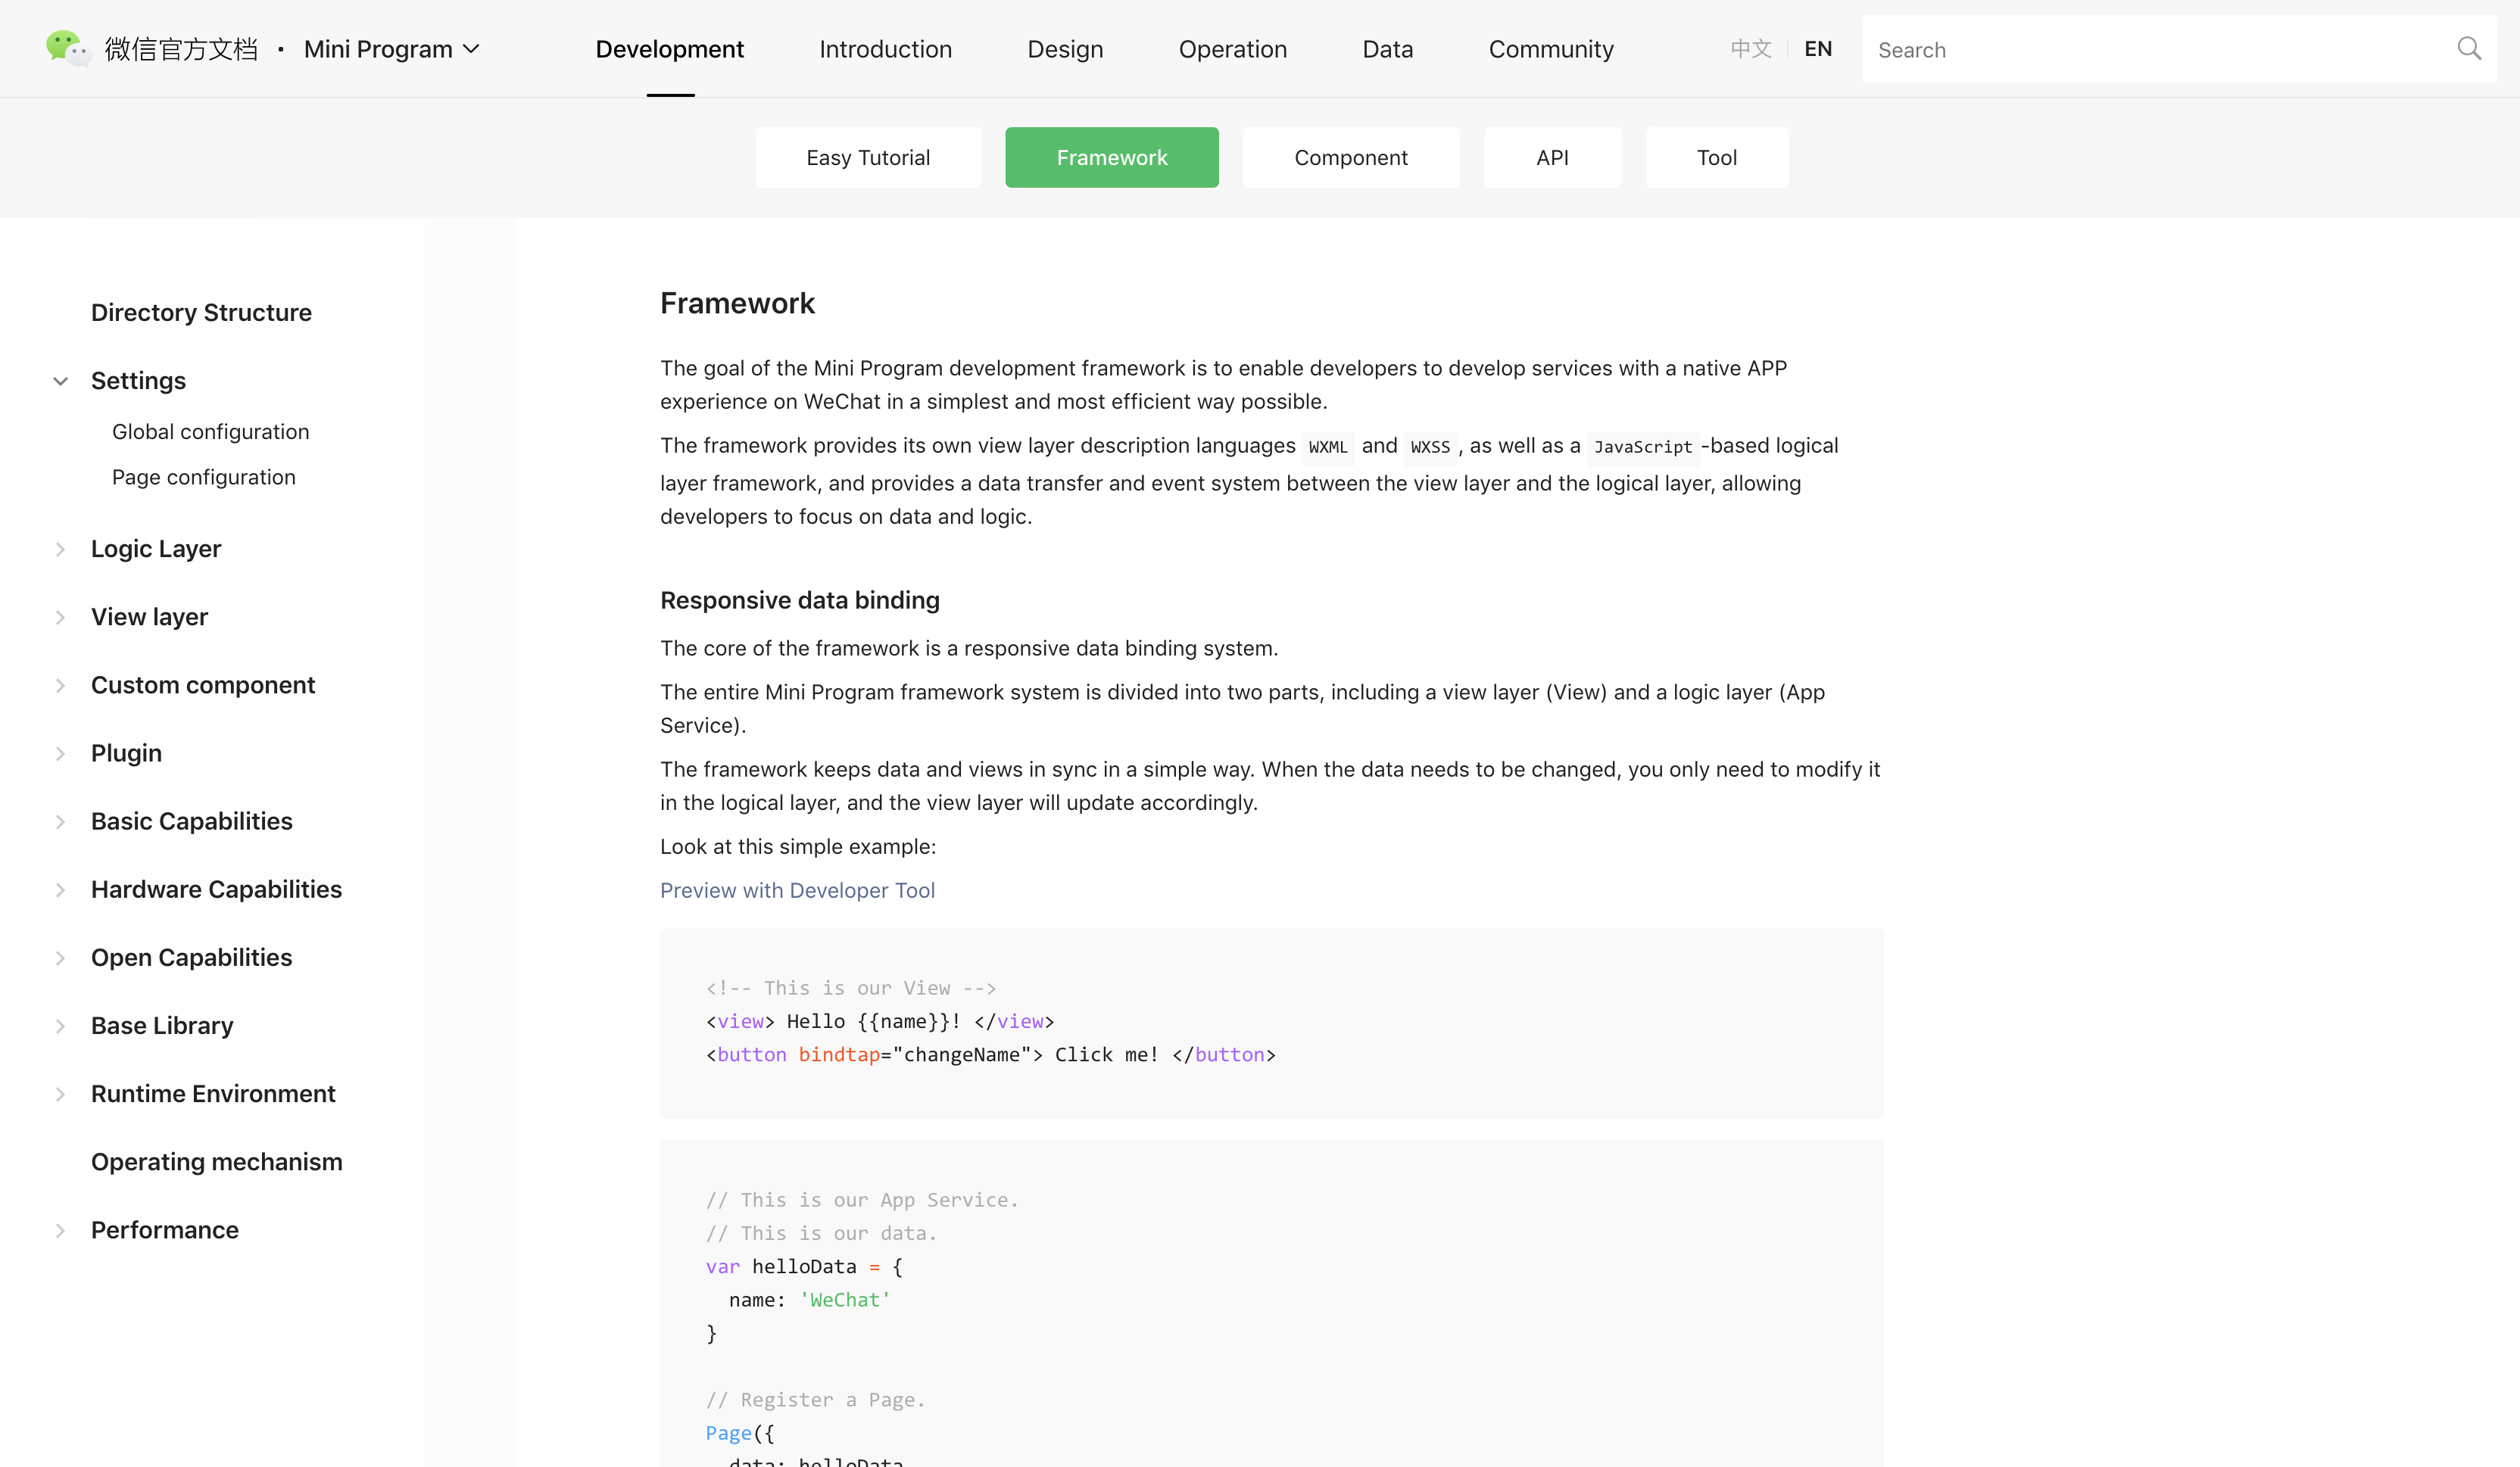 微信官方文档 · Mini Program
Development
Introduction
Design
Operation
Data
Community
中文
EN
Search
Easy Tutorial
Framework
Component
API
Tool
Directory Structure
Settings
Global configuration
Page configuration
Logic Layer
View layer
Custom component
Plugin
Basic Capabilities
Hardware Capabilities
Open Capabilities
Base Library
Runtime Environment
Operating mechanism
Performance
Framework
The goal of the Mini Program development framework is to enable developers to develop services with a native APP
experience on WeChat in a simplest and most efficient way possible.
The framework provides its own view layer description languages WXML and WXSS , as well as a JavaScript -based logical
layer framework, and provides a data transfer and event system between the view layer and the logical layer, allowing
developers to focus on data and logic.
Responsive data binding
The core of the framework is a responsive data binding system.
The entire Mini Program framework system is divided into two parts, including a view layer (View) and a logic layer (App
Service).
The framework keeps data and views in sync in a simple way. When the data needs to be changed, you only need to modify it
in the logical layer, and the view layer will update accordingly.
Look at this simple example:
Preview with Developer Tool
<!-- This is our View -->
<view> Hello {{name}}! </view>
<button bindtap="changeName"> Click me! </button>
// This is our App Service.
// This is our data.
var helloData = {
  name: 'WeChat'
}
// Register a Page.
Page({
  data: helloData